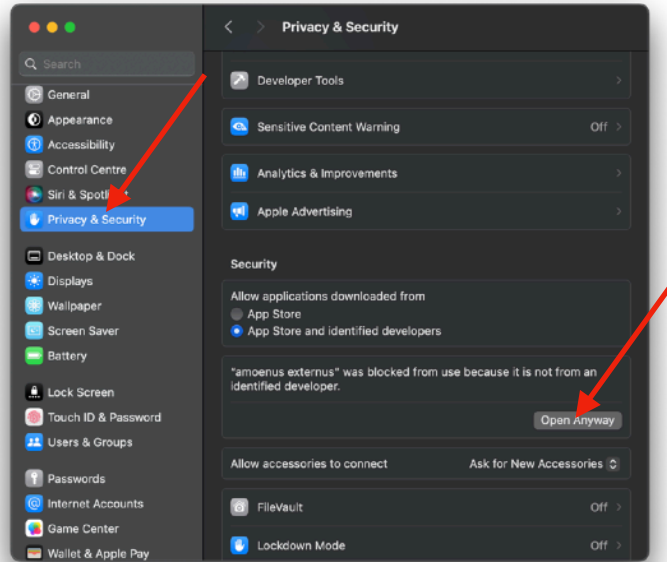 Privacy & Security
Search
General
Appearance
Accessibility
Control Centre
Siri &
Privacy & Security
Desktop & Dock
Displays
Wallpaper
Screen Saver
Battery
Lock Screen
Touch ID & Password
Users & Groups
Passwords
Internet Accounts
Game Center
Wallet & Apple Pay
Developer Tools
Sensitive Content Warning Off
Analytics & Improvements
Apple Advertising
Security
Allow applications downloaded from
App Store
App Store and identified developers
"amoenus externus" was blocked from use because it is not from an
identified developer.
Open Anyway
Allow accessories to connect Ask for New Accessories
FileVault Off
Lockdown Mode Off